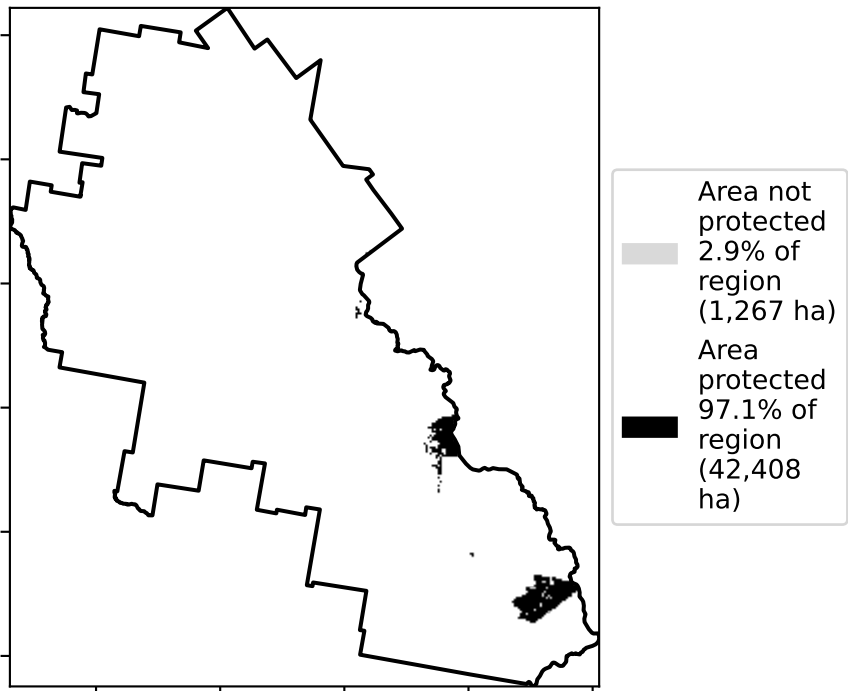 Area not
protected
2.9% of
region
(1,267 ha)
Area
protected
97.1% of
region
(42,408
ha)